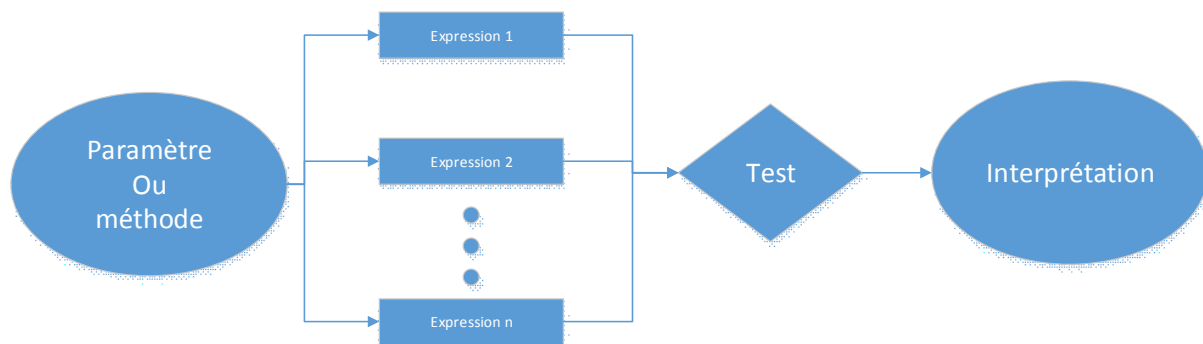 Paramètre
Ou
méthode
Expression 1
Expression 2
Expression n
Test
Interprétation